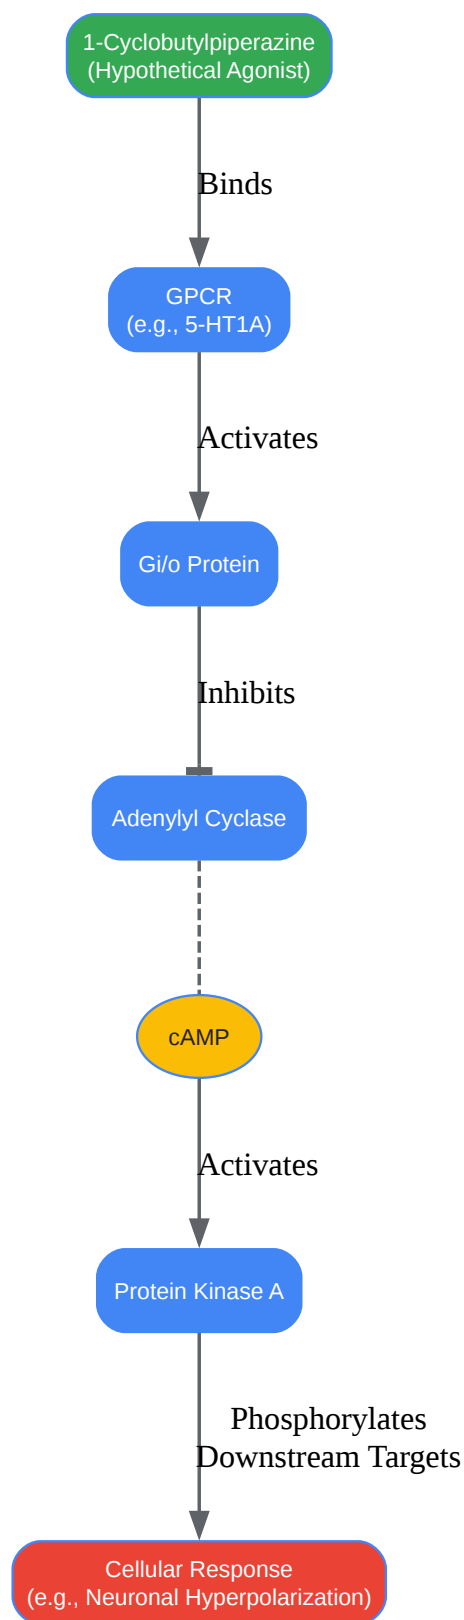 1-Cyclobutylpiperazine
(Hypothetical Agonist)
Binds
GPCR
(e.g., 5-HT1A)
Activates
Gi/o Protein
Inhibits
Adenylyl Cyclase
cAMP
Activates
Protein Kinase A
Phosphorylates
Downstream Targets
Cellular Response
(e.g., Neuronal Hyperpolarization)